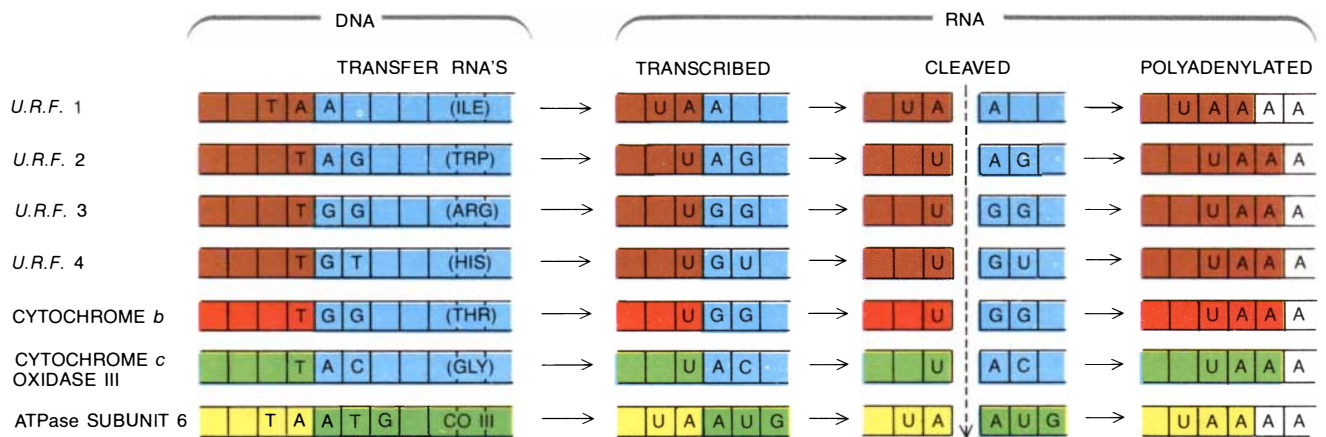 DNA RNA
TRANSFER RNA'S TRANSCRIBED CLEAVED POLYADENYLATED
U.R.F. 1 T A A (ILE) U A A U A A U A A A A
U.R.F. 2 T A G (TRP) U A G U A G U A A A
U.R.F. 3 T G G (ARG) U G G U G G U A A A
U.R.F. 4 T G T (HIS) U G U U G U U A A A
CYTOCHROME b T G G (THR) U G G U G G U A A A
CYTOCHROME c
OXIDASE III T A C (GLY) U A C U A C U A A A
ATPase SUBUNIT 6 T A A T G CO III U A A U G U A A U G U A A A A